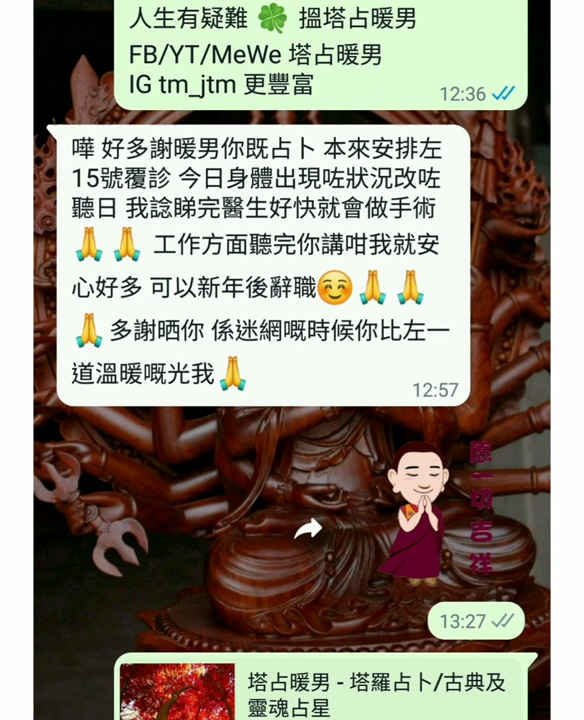 人生有疑難 🍀 搵塔占暖男
FB/YT/MeWe 塔占暖男
IG tm_jtm 更豐富
12:36
嘩 好多謝暖男你既占卜 本來安排左
15號覆診 今日身體出現咗狀況改咗
聽日 我諗睇完醫生好快就會做手術
🙏 🙏 工作方面聽完你講咁我就安
心好多 可以新年後辭職☺️🙏 🙏
🙏 多謝晒你 係迷網嘅時候你比左一
道溫暖嘅光我🙏
12:57
願一切吉祥
13:27
塔占暖男 - 塔羅占卜/古典及
靈魂占星